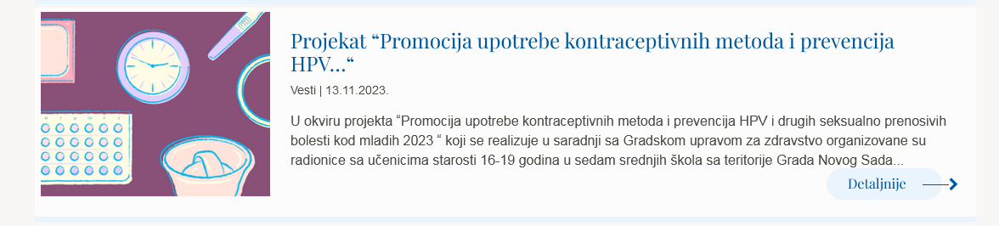 Projekat “Promocija upotrebe kontraceptivnih metoda i prevencija
HPV...“
Vesti | 13.11.2023.
U okviru projekta “Promocija upotrebe kontraceptivnih metoda i prevencija HPV i drugih seksualno prenosivih
bolesti kod mladih 2023 “ koji se realizuje u saradnji sa Gradskom upravom za zdravstvo organizovane su
radionice sa učenicima starosti 16-19 godina u sedam srednjih škola sa teritorije Grada Novog Sada...
Detaljnije